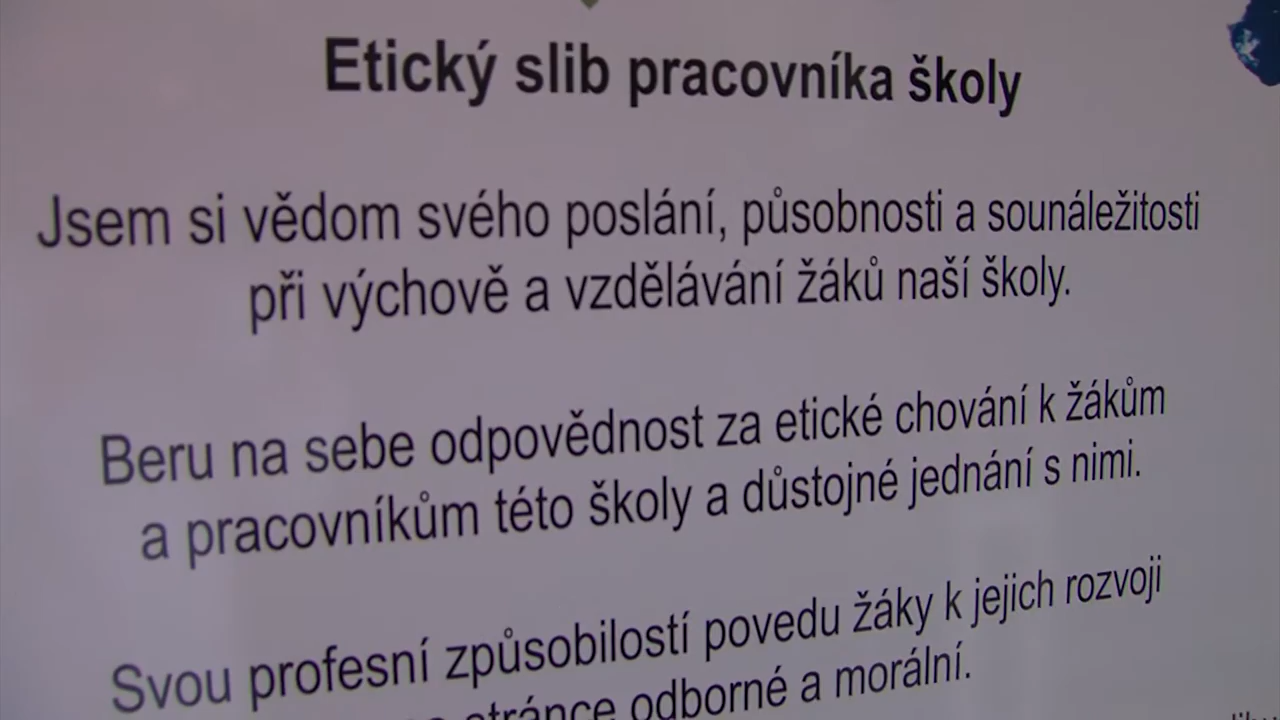 Etický slib pracovníka školy
Jsem si vědom svého poslání, působnosti a sounáležitosti
při výchově a vzdělávání žáků naší školy.
Beru na sebe odpovědnost za etické chování k žákům
a pracovníkům této školy a důstojné jednání s nimi.
Svou profesní způsobilostí povedu žáky k jejich rozvoji
stránce odborné a morální.